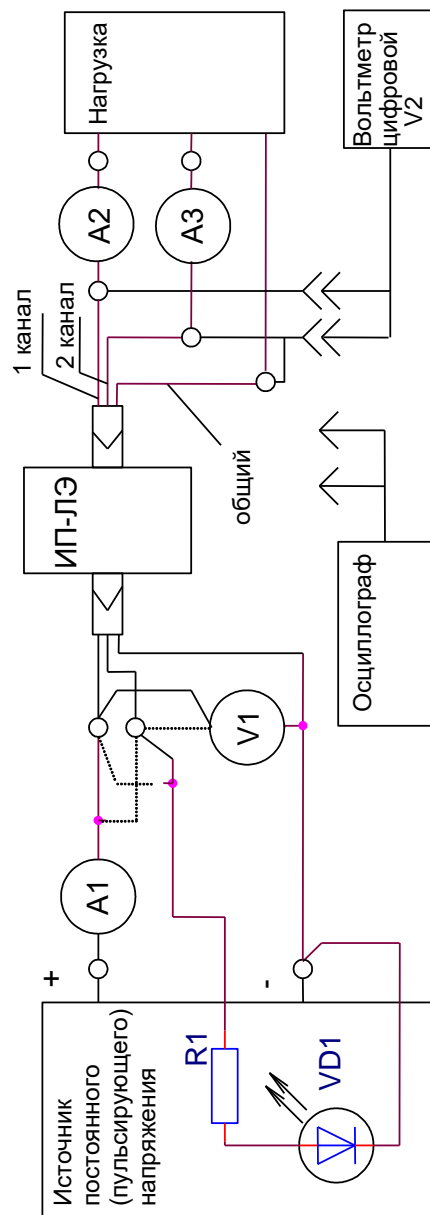 Источник
постоянного
(пульсирующего)
напряжения
+
-
R1
VD1
A1
V1
ИП-ЛЭ
1 канал
2 канал
общий
A2
A3
Нагрузка
Осциллограф
Вольтметр
цифровой
V2